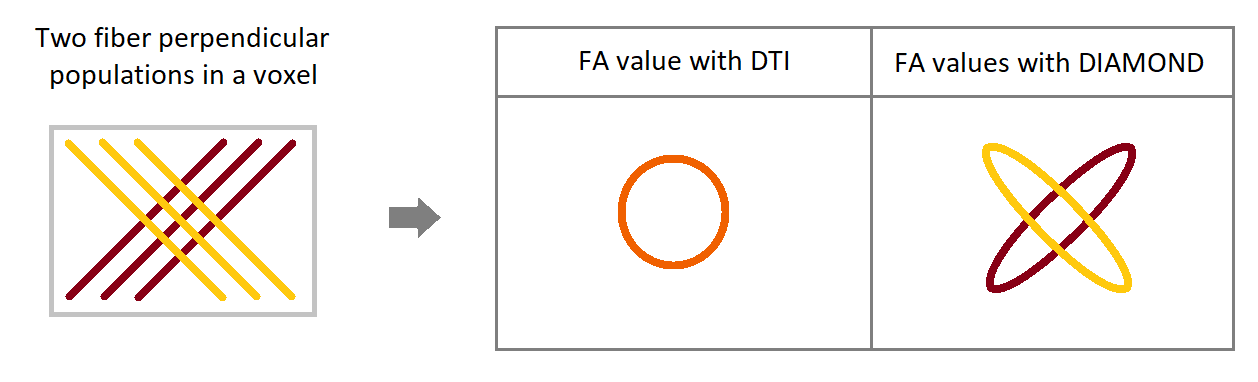 Two fiber perpendicular
populations in a voxel
FA value with DTI
FA values with DIAMOND